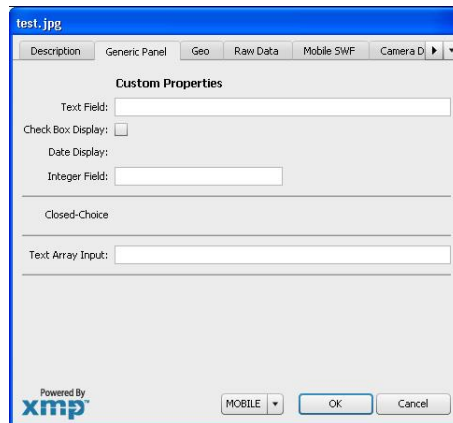 test.jpg
Description Generic Panel Geo Raw Data Mobile SWF Camera D
Custom Properties
Text Field:
Check Box Display:
Date Display:
Integer Field:
Closed-Choice
Text Array Input:
Powered By
xmp
MOBILE OK Cancel